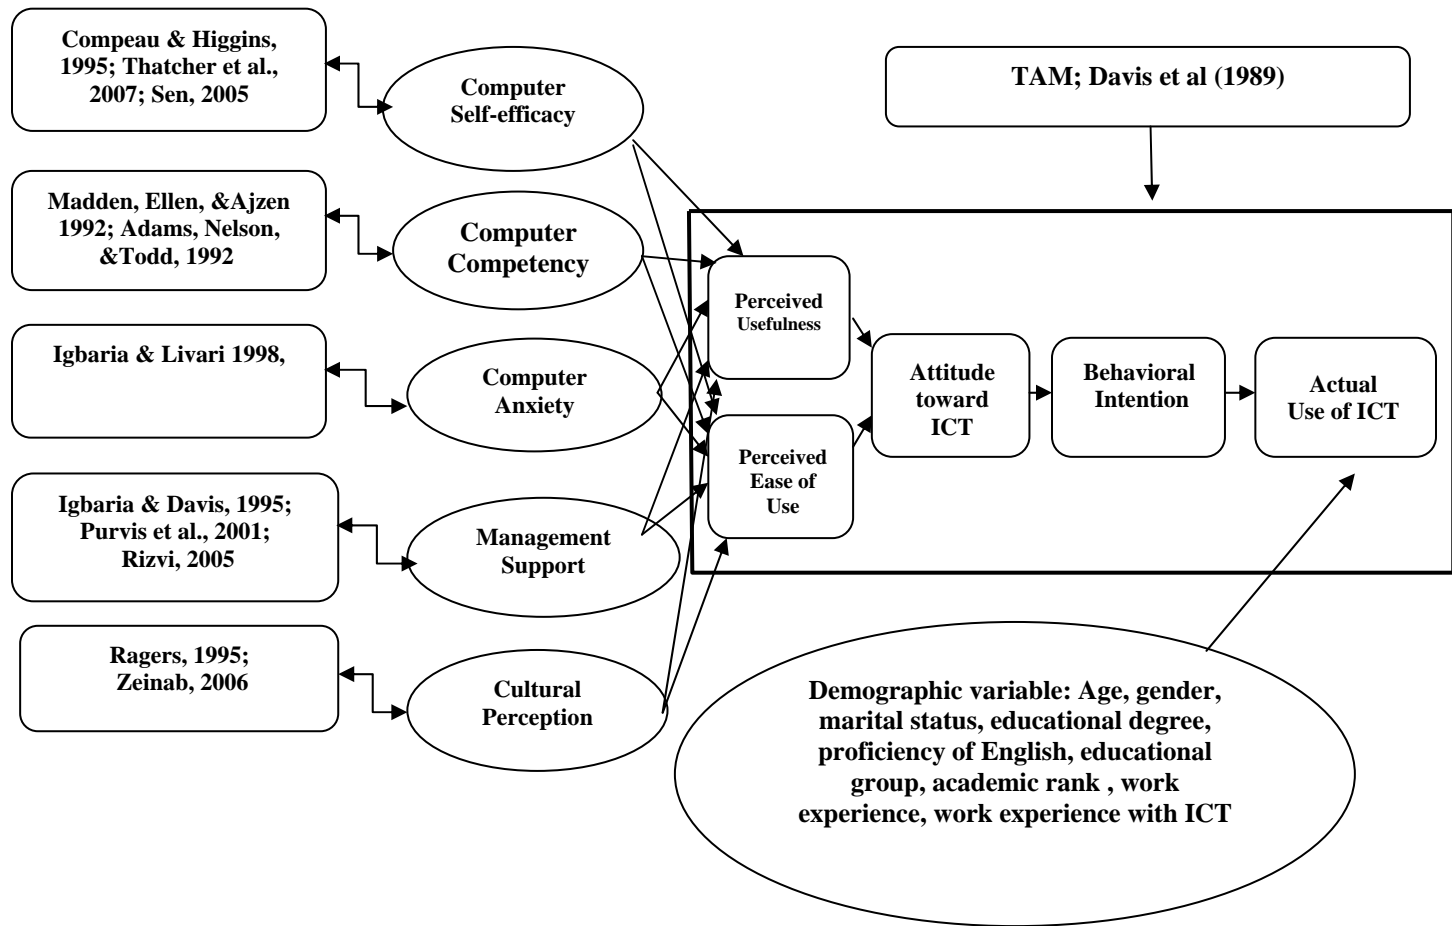 Compeau & Higgins,
1995; Thatcher et al.,
2007; Sen, 2005
Computer
Self-efficacy
TAM; Davis et al (1989)
Madden, Ellen, &Ajzen
1992; Adams, Nelson,
&Todd, 1992
Computer
Competency
Igbaria & Livari 1998,
Computer
Anxiety
Igbaria & Davis, 1995;
Purvis et al., 2001;
Rizvi, 2005
Management
Support
Ragers, 1995;
Zeinab, 2006
Cultural
Perception
Perceived
Usefulness
Perceived
Ease of
Use
Attitude
toward
ICT
Behavioral
Intention
Actual
Use of ICT
Demographic variable: Age, gender,
marital status, educational degree,
proficiency of English, educational
group, academic rank , work
experience, work experience with ICT